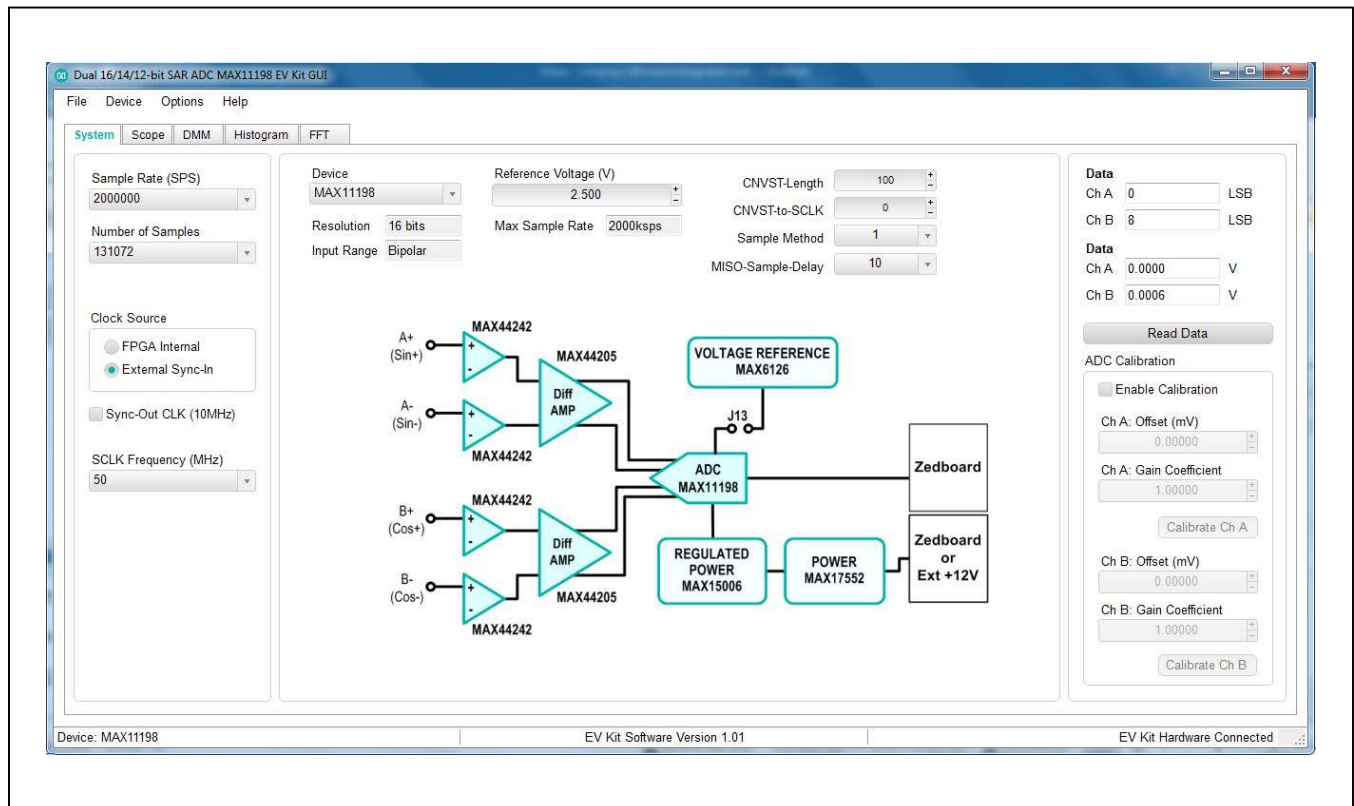 Dual 16/14/12-bit SAR ADC MAX11198 EV Kit GUI
File Device Options Help
System Scope DMM Histogram FFT
Sample Rate (SPS)
2000000
Number of Samples
131072
Clock Source
FPGA Internal
External Sync-In
Sync-Out CLK (10MHz)
SCLK Frequency (MHz)
50
Device
MAX11198
Resolution 16 bits
Input Range Bipolar
Reference Voltage (V)
2.500
Max Sample Rate 2000ksps
CNVST-Length 100
CNVST-to-SCLK 0
Sample Method 1
MISO-Sample-Delay 10
A+
(Sin+)
+
-
MAX44242
A-
(Sin-)
+
-
MAX44242
MAX44205
Diff
AMP
B+
(Cos+)
+
-
MAX44242
B-
(Cos-)
+
-
MAX44242
Diff
AMP
MAX44205
VOLTAGE REFERENCE
MAX6126
J13
ADC
MAX11198
REGULATED
POWER
MAX15006
POWER
MAX17552
Zedboard
Zedboard
or
Ext +12V
Data
Ch A 0 LSB
Ch B 8 LSB
Data
Ch A 0.0000 V
Ch B 0.0006 V
Read Data
ADC Calibration
Enable Calibration
Ch A: Offset (mV)
0.00000
Ch A: Gain Coefficient
1.00000
Calibrate Ch A
Ch B: Offset (mV)
0.00000
Ch B: Gain Coefficient
1.00000
Calibrate Ch B
Device: MAX11198
EV Kit Software Version 1.01
EV Kit Hardware Connected